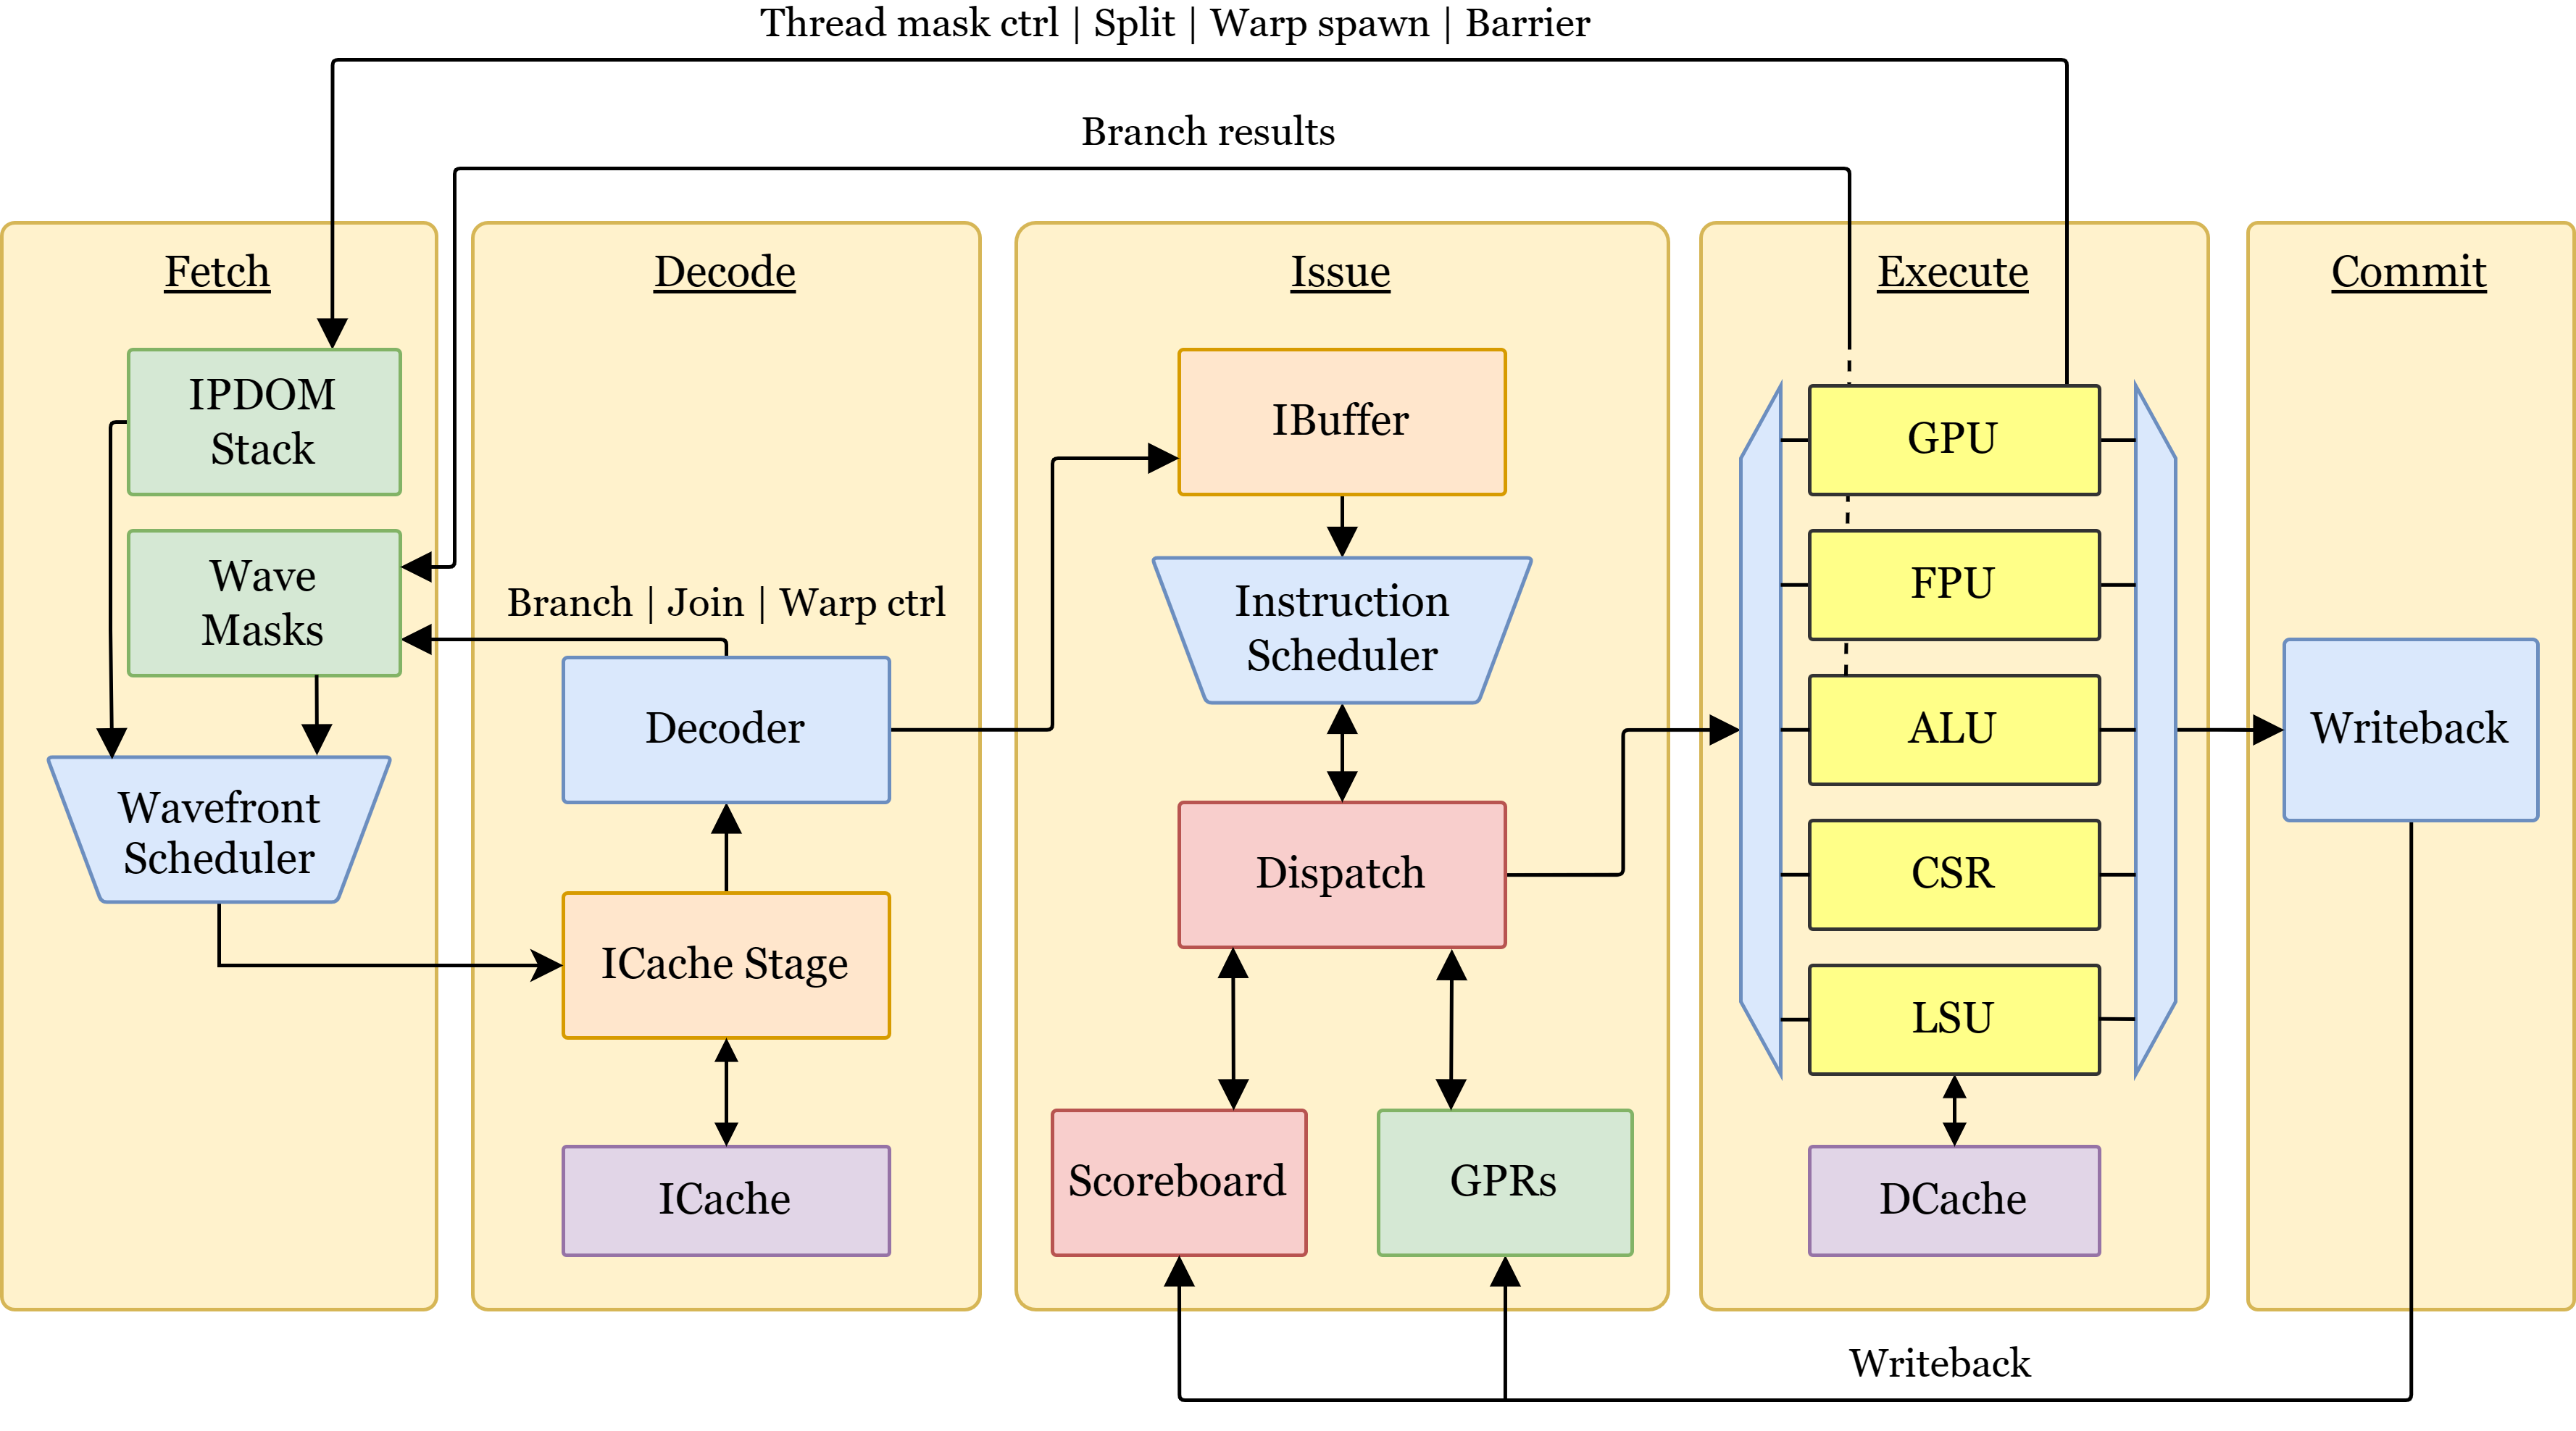 Thread mask ctrl | Split | Warp spawn | Barrier
Branch results
Fetch
IPDOM
Stack
Wave
Masks
Wavefront
Scheduler
Decode
Branch | Join | Warp ctrl
Decoder
ICache Stage
ICache
Issue
IBuffer
Instruction
Scheduler
Dispatch
Scoreboard
GPRs
Execute
GPU
FPU
ALU
CSR
LSU
DCache
Commit
Writeback
Writeback